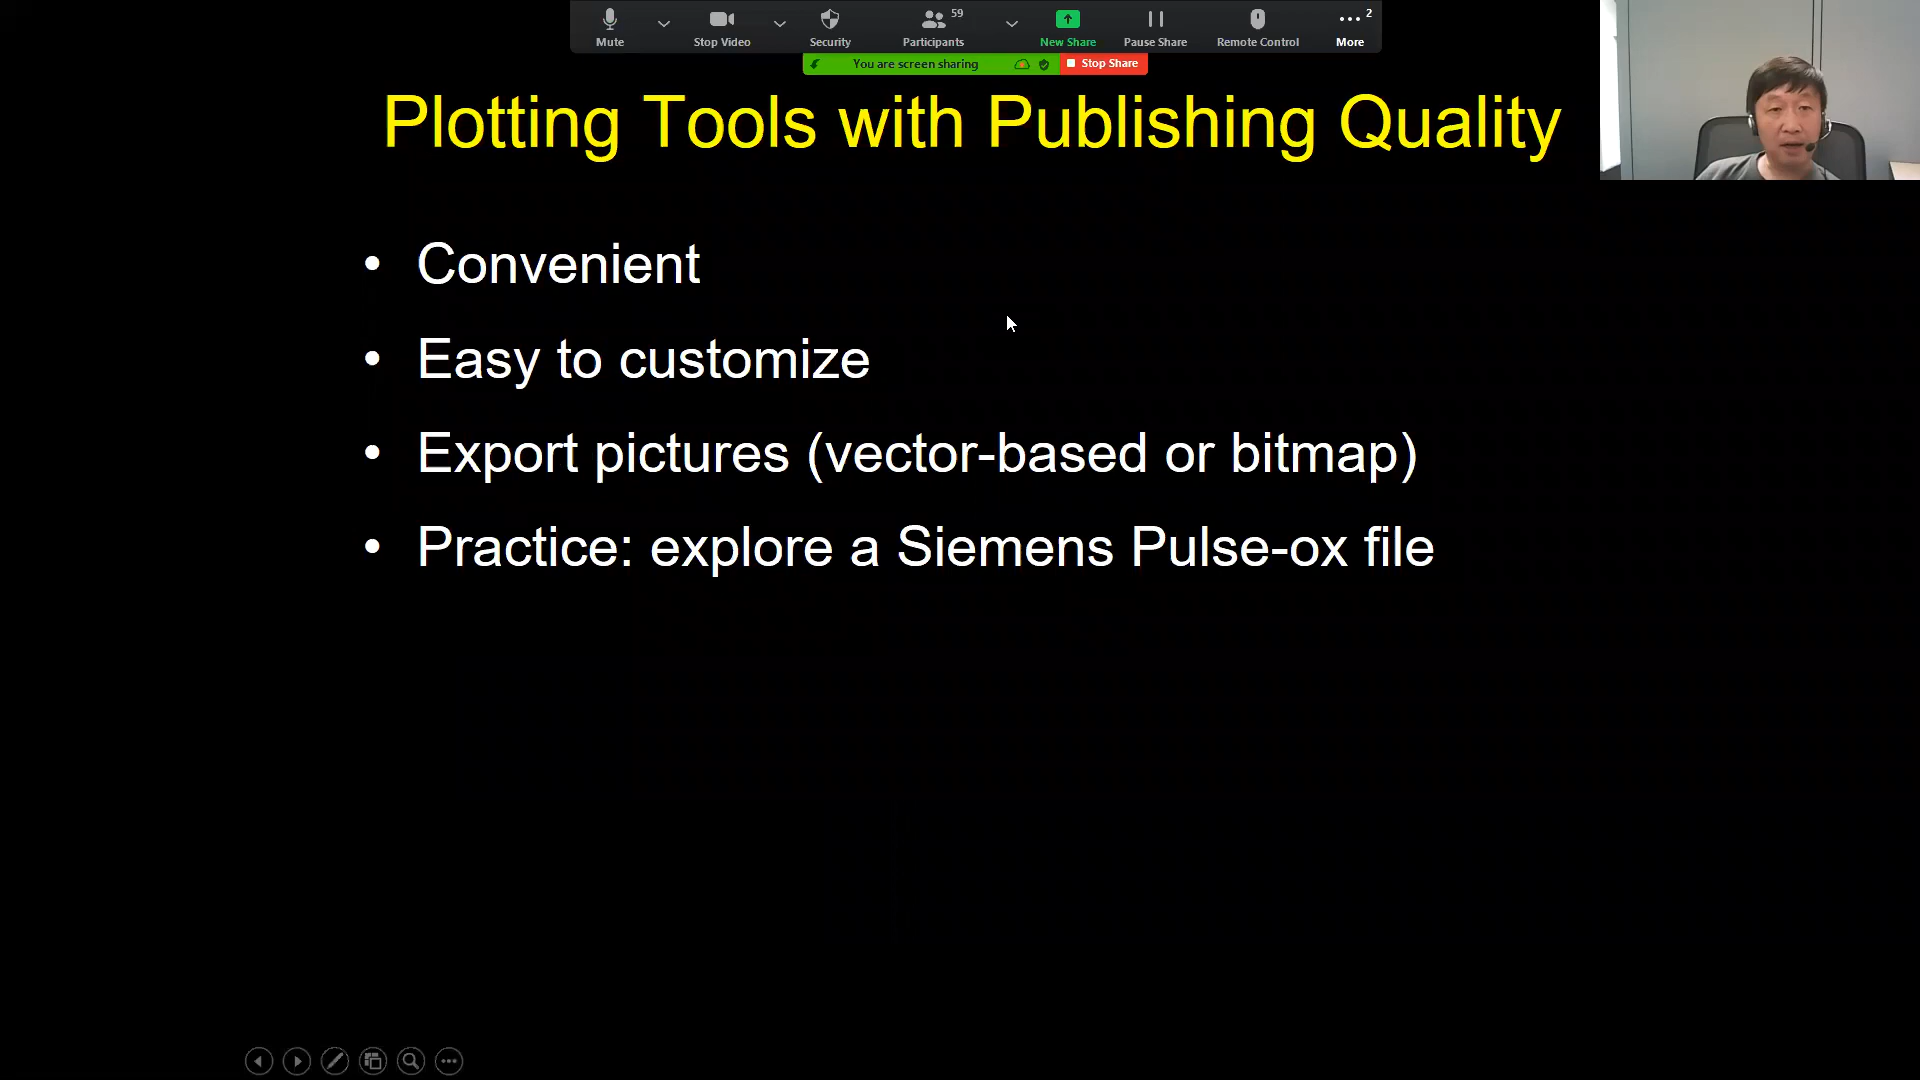 59
2
Mute
Stop Video
Security
Participants
New Share
Pause Share
Remote Control
More
You are screen sharing
Stop Share
Plotting Tools with Publishing Quality
• Convenient
• Easy to customize
• Export pictures (vector-based or bitmap)
• Practice: explore a Siemens Pulse-ox file